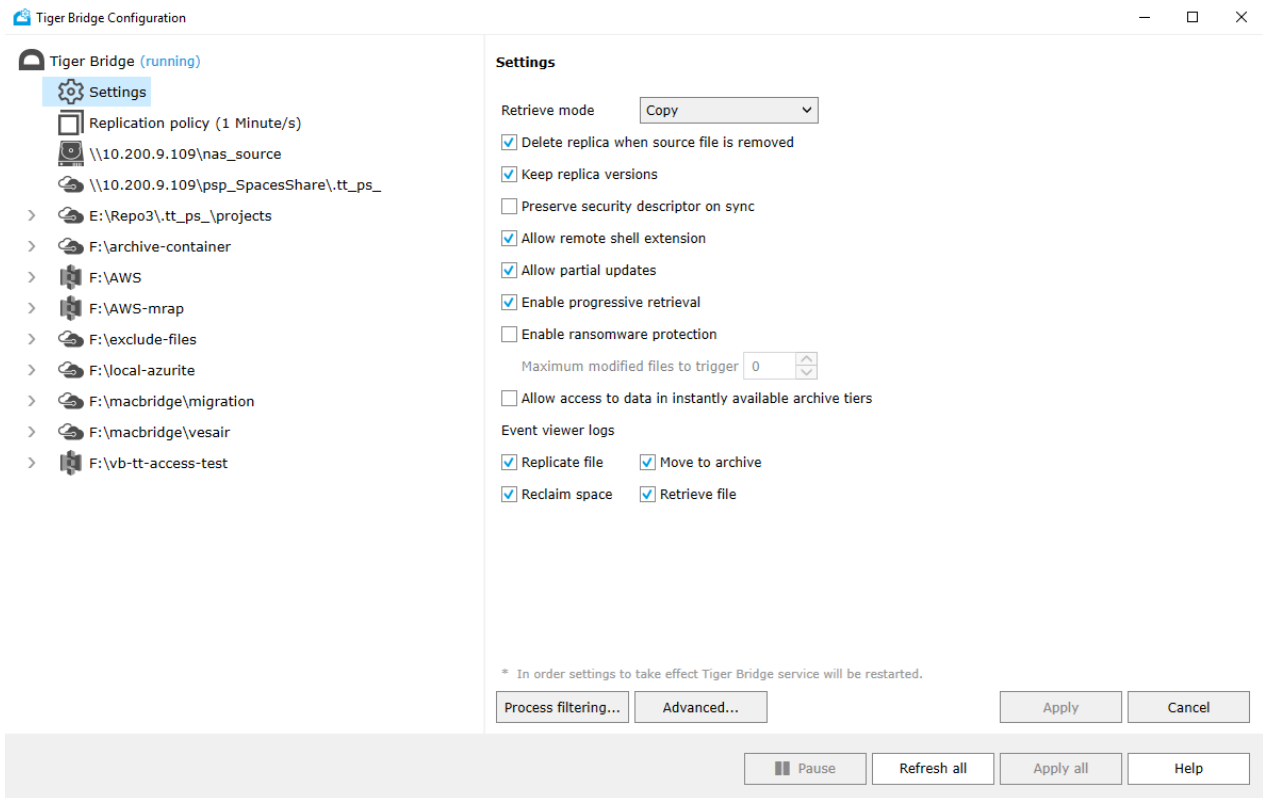 Tiger Bridge Configuration
Tiger Bridge (running)
Settings
Replication policy (1 Minute/s)
\\10.200.9.109\nas_source
\\10.200.9.109\psp_SpacesShare\.tt_ps_
E:\Repo3\.tt_ps_\projects
F:\archive-container
F:\AWS
F:\AWS-mrap
F:\exclude-files
F:\local-azurite
F:\macbridge\migration
F:\macbridge\vesair
F:\vb-tt-access-test
Settings
Retrieve mode Copy
Delete replica when source file is removed
Keep replica versions
Preserve security descriptor on sync
Allow remote shell extension
Allow partial updates
Enable progressive retrieval
Enable ransomware protection
Maximum modified files to trigger 0
Allow access to data in instantly available archive tiers
Event viewer logs
Replicate file Move to archive
Reclaim space Retrieve file
* In order settings to take effect Tiger Bridge service will be restarted.
Process filtering... Advanced... Apply Cancel
Pause Refresh all Apply all Help